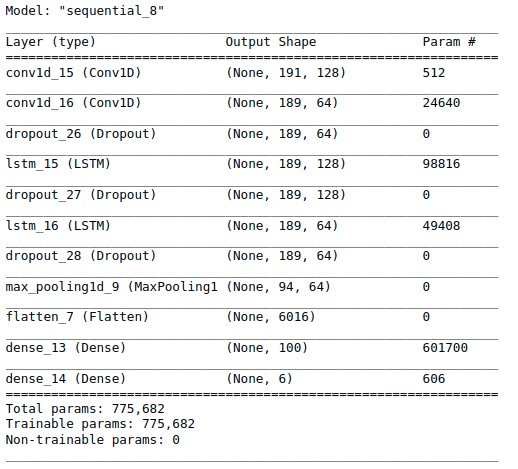 Model: "sequential_8"
Layer (type) Output Shape Param #
conv1d_15 (Conv1D) (None, 191, 128) 512
conv1d_16 (Conv1D) (None, 189, 64) 24640
dropout_26 (Dropout) (None, 189, 64) 0
lstm_15 (LSTM) (None, 189, 128) 98816
dropout_27 (Dropout) (None, 189, 128) 0
lstm_16 (LSTM) (None, 189, 64) 49408
dropout_28 (Dropout) (None, 189, 64) 0
max_pooling1d_9 (MaxPooling1 (None, 94, 64) 0
flatten_7 (Flatten) (None, 6016) 0
dense_13 (Dense) (None, 100) 601700
dense_14 (Dense) (None, 6) 606
Total params: 775,682
Trainable params: 775,682
Non-trainable params: 0